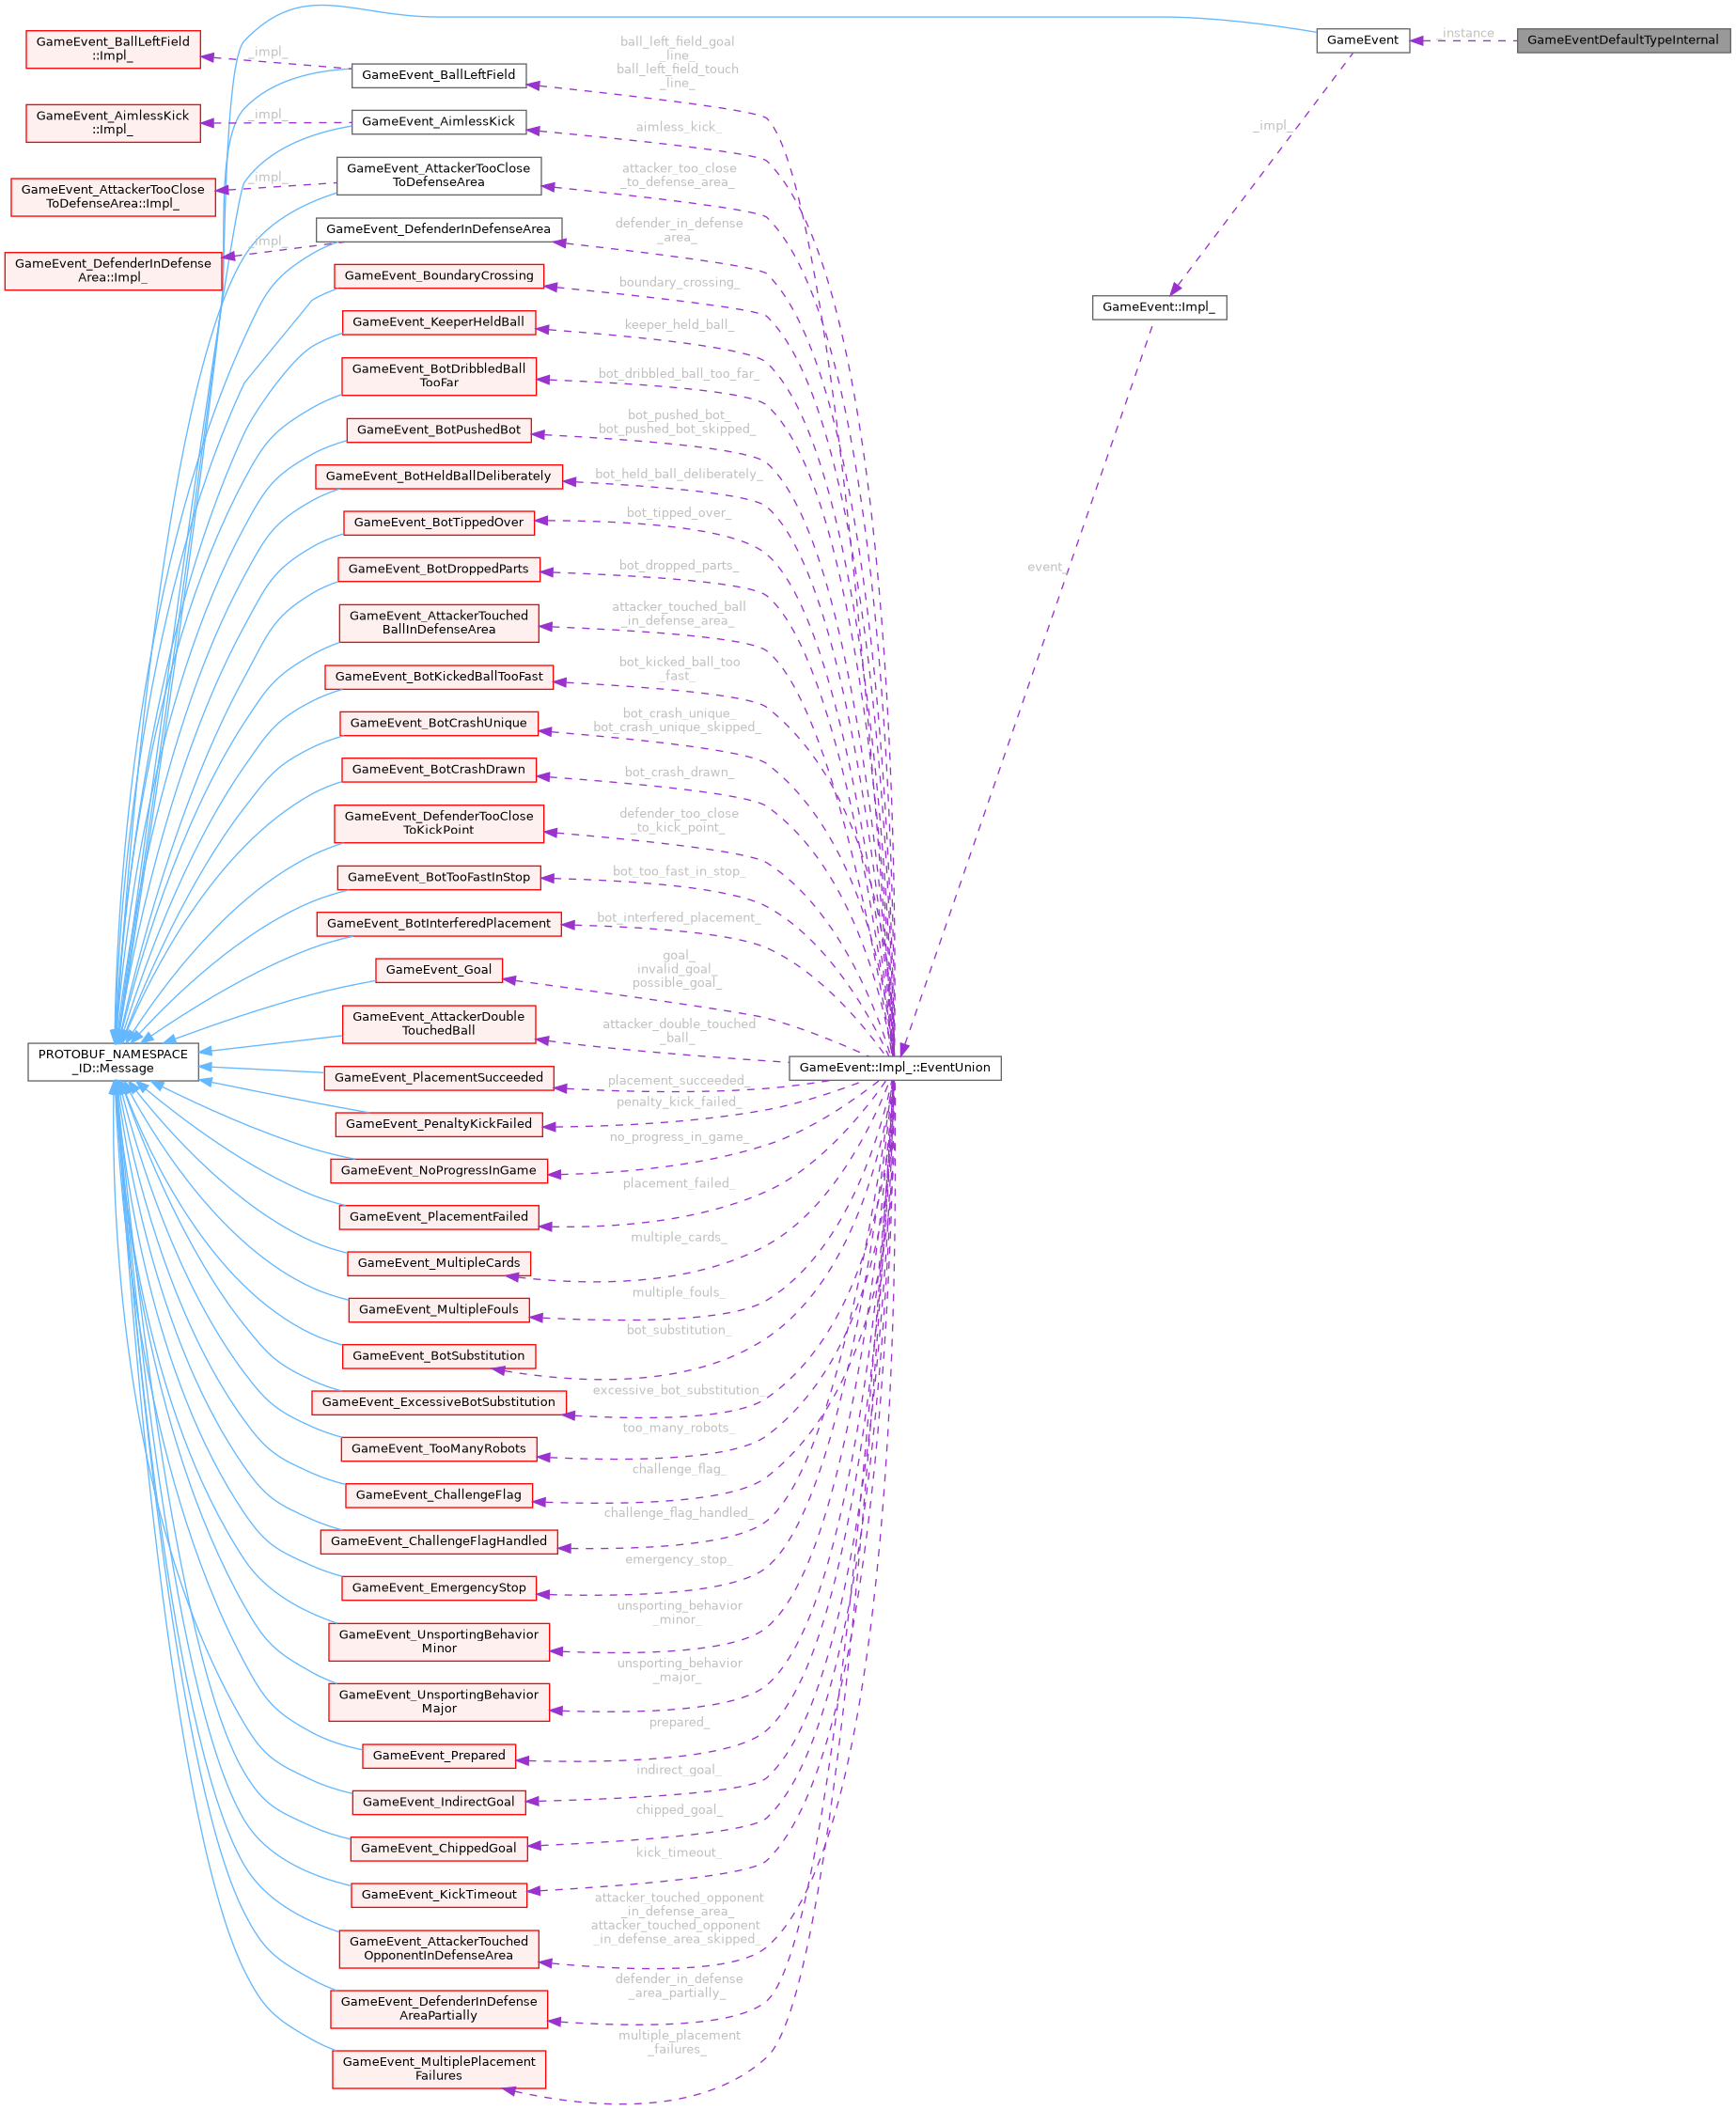 GameEvent_BallLeftField
::Impl_
GameEvent_AimlessKick
::Impl_
GameEvent_AttackerTooClose
ToDefenseArea::Impl_
GameEvent_DefenderInDefense
Area::Impl_
PROTOBUF_NAMESPACE
_ID::Message
_impl_
_impl_
_impl_
_impl_
GameEvent_BallLeftField
GameEvent_AimlessKick
GameEvent_AttackerTooClose
ToDefenseArea
GameEvent_DefenderInDefenseArea
GameEvent_BoundaryCrossing
GameEvent_KeeperHeldBall
GameEvent_BotDribbledBall
TooFar
GameEvent_BotPushedBot
GameEvent_BotHeldBallDeliberately
GameEvent_BotTippedOver
GameEvent_BotDroppedParts
GameEvent_AttackerTouched
BallInDefenseArea
GameEvent_BotKickedBallTooFast
GameEvent_BotCrashUnique
GameEvent_BotCrashDrawn
GameEvent_DefenderTooClose
ToKickPoint
GameEvent_BotTooFastInStop
GameEvent_BotInterferedPlacement
GameEvent_Goal
GameEvent_AttackerDouble
TouchedBall
GameEvent_PlacementSucceeded
GameEvent_PenaltyKickFailed
GameEvent_NoProgressInGame
GameEvent_PlacementFailed
GameEvent_MultipleCards
GameEvent_MultipleFouls
GameEvent_BotSubstitution
GameEvent_ExcessiveBotSubstitution
GameEvent_TooManyRobots
GameEvent_ChallengeFlag
GameEvent_ChallengeFlagHandled
GameEvent_EmergencyStop
GameEvent_UnsportingBehavior
Minor
GameEvent_UnsportingBehavior
Major
GameEvent_Prepared
GameEvent_IndirectGoal
GameEvent_ChippedGoal
GameEvent_KickTimeout
GameEvent_AttackerTouched
OpponentInDefenseArea
GameEvent_DefenderInDefense
AreaPartially
GameEvent_MultiplePlacement
Failures
ball_left_field_goal
_line_
ball_left_field_touch
_line_
aimless_kick_
attacker_too_close
_to_defense_area_
defender_in_defense
_area_
boundary_crossing_
keeper_held_ball_
bot_dribbled_ball_too_far_
bot_pushed_bot_
bot_pushed_bot_skipped_
bot_held_ball_deliberately_
bot_tipped_over_
bot_dropped_parts_
attacker_touched_ball
_in_defense_area_
bot_kicked_ball_too
_fast_
bot_crash_unique_
bot_crash_unique_skipped_
bot_crash_drawn_
defender_too_close
_to_kick_point_
bot_too_fast_in_stop_
bot_interfered_placement_
goal_
invalid_goal_
possible_goal_
attacker_double_touched
_ball_
placement_succeeded_
penalty_kick_failed_
no_progress_in_game_
placement_failed_
multiple_cards_
multiple_fouls_
bot_substitution_
excessive_bot_substitution_
too_many_robots_
challenge_flag_
challenge_flag_handled_
emergency_stop_
unsporting_behavior
_minor_
unsporting_behavior
_major_
prepared_
indirect_goal_
chipped_goal_
kick_timeout_
attacker_touched_opponent
_in_defense_area_
attacker_touched_opponent
_in_defense_area_skipped_
defender_in_defense
_area_partially_
multiple_placement
_failures_
GameEvent::Impl_::EventUnion
event_
GameEvent::Impl_
_impl_
GameEvent
_instance
GameEventDefaultTypeInternal